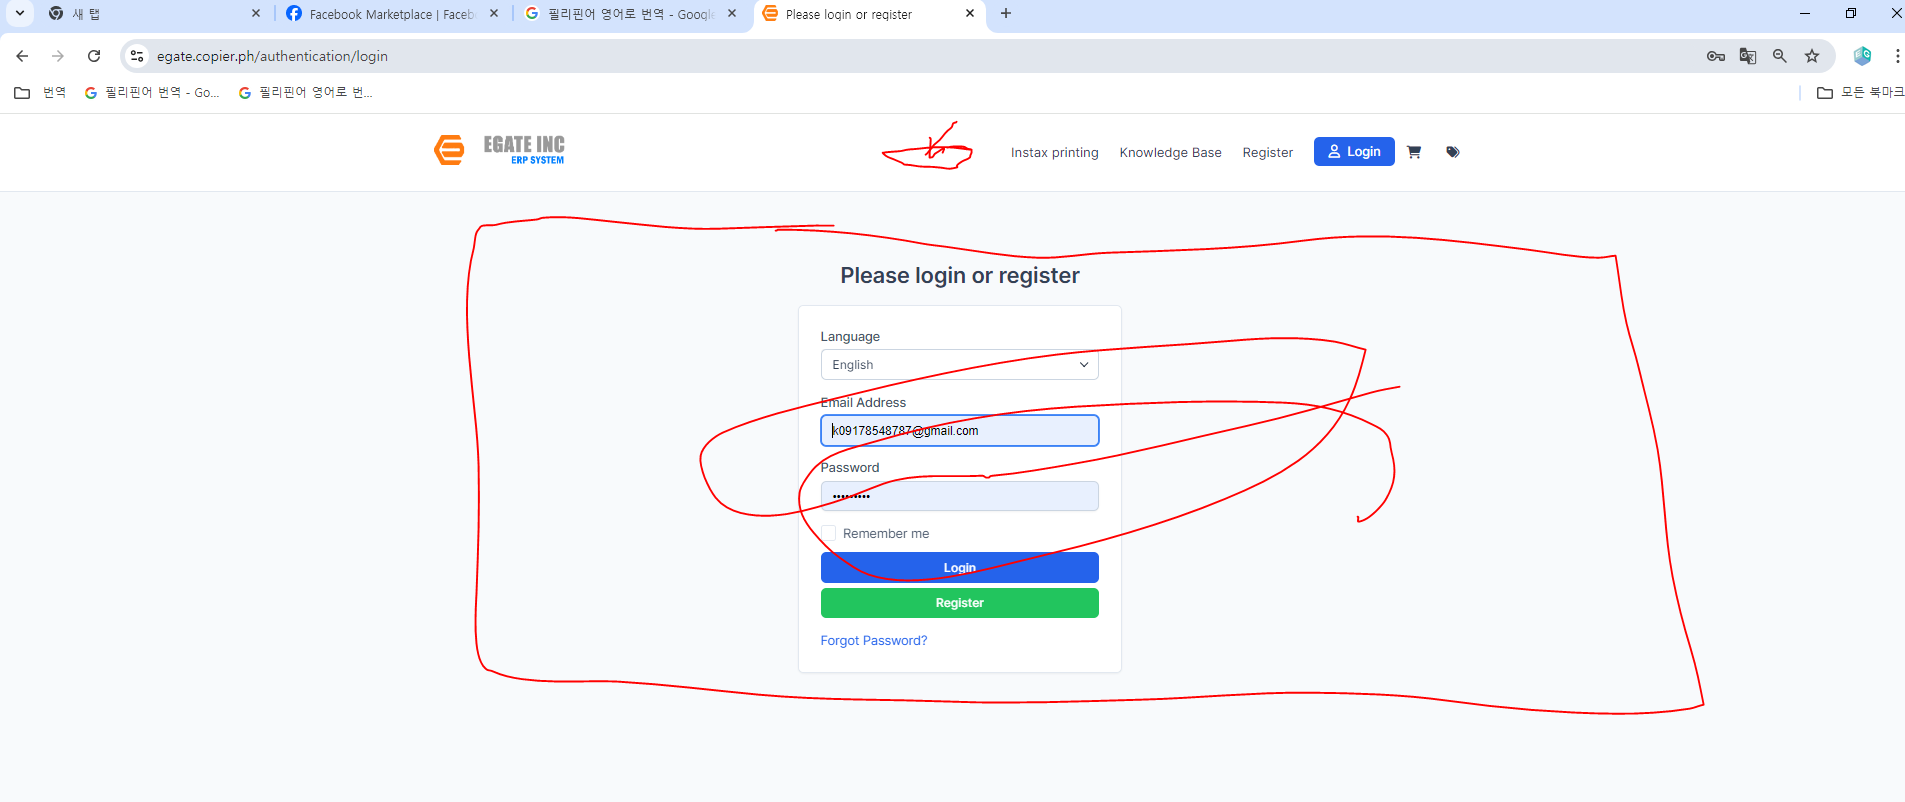 새 탭
Facebook Marketplace | Faceb
필리핀어 영어로 번역 - Google
Please login or register
egate.copier.ph/authentication/login
번역
필리핀어 번역 - Go...
필리핀어 영어로 번...
모든 북마크
EGATE INC
ERP SYSTEM
Instax printing
Knowledge Base
Register
Login
Please login or register
Language
English
Email Address
k09178548787@gmail.com
Password
•••••••••
Remember me
Login
Register
Forgot Password?